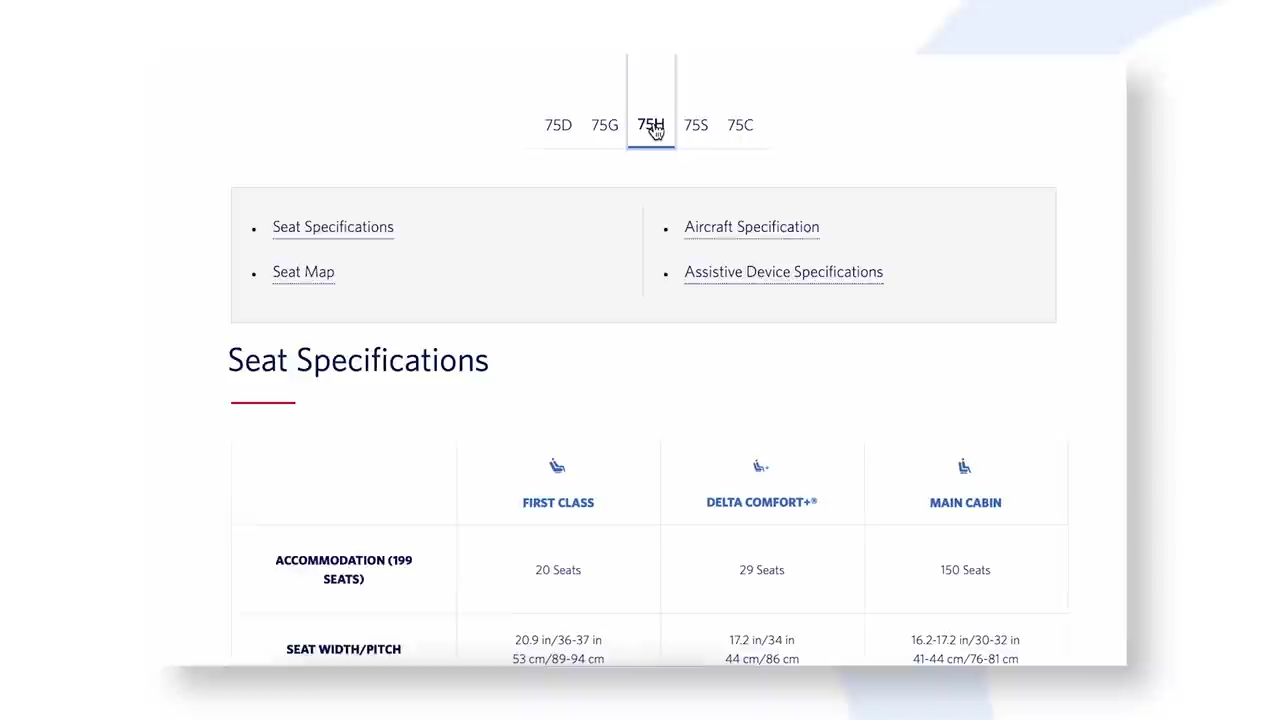 75D 75G 75H 75S 75C
Seat Specifications
Aircraft Specification
Seat Map
Assistive Device Specifications
Seat Specifications
FIRST CLASS DELTA COMFORT+® MAIN CABIN
ACCOMMODATION (199
SEATS)
20 Seats 29 Seats 150 Seats
SEAT WIDTH/PITCH
20.9 in/36-37 in 17.2 in/34 in 16.2-17.2 in/30-32 in
53 cm/89-94 cm 44 cm/86 cm 41-44 cm/76-81 cm